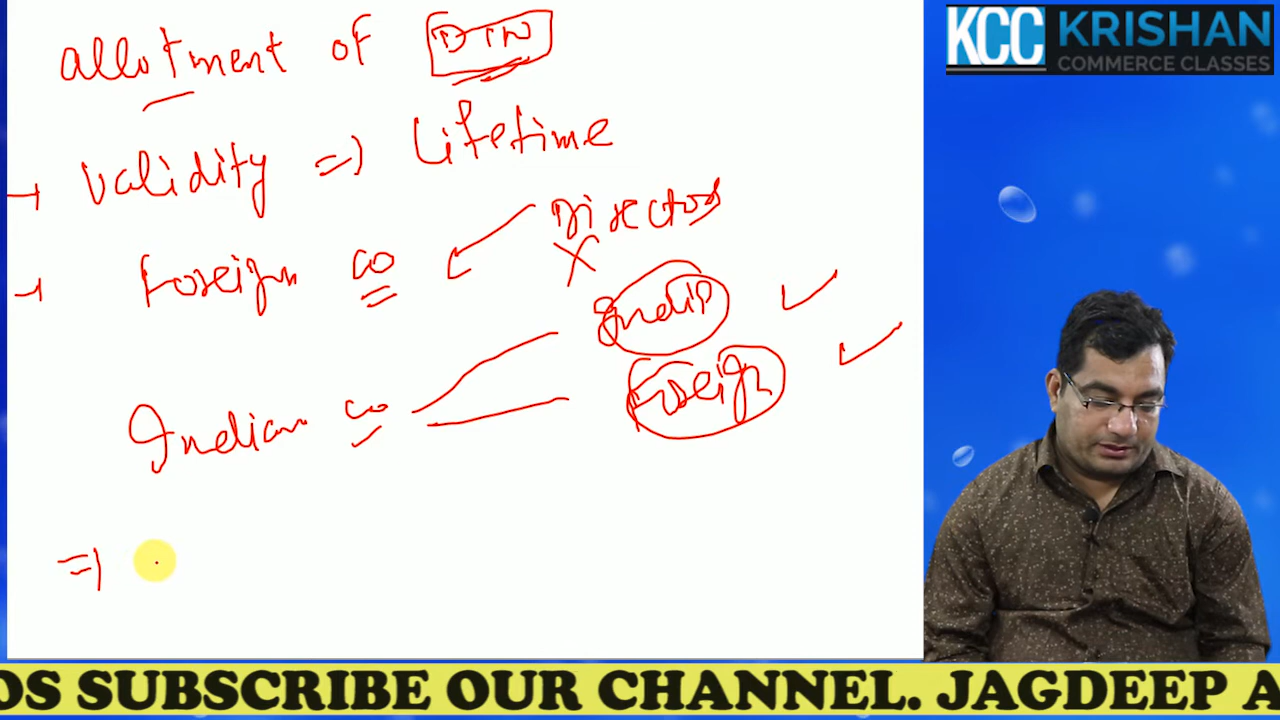 allotment of DIN
→ Validity => Lifetime
→ Foreign co Director
X
India
Indian co Foreign
=>
KCC KRISHAN
COMMERCE CLASSES
OS SUBSCRIBE OUR CHANNEL. JAGDEEP A